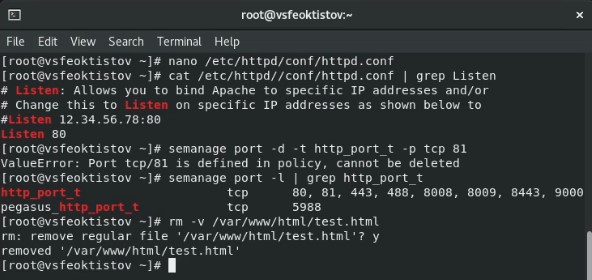 root@vsfeoktistov:~
File Edit View Search Terminal Help
[root@vsfeoktistov ~]# nano /etc/httpd/conf/httpd.conf
[root@vsfeoktistov ~]# cat /etc/httpd//conf/httpd.conf | grep Listen
# Listen: Allows you to bind Apache to specific IP addresses and/or
# Change this to Listen on specific IP addresses as shown below to
#Listen 12.34.56.78:80
Listen 80
[root@vsfeoktistov ~]# semanage port -d -t http_port_t -p tcp 81
ValueError: Port tcp/81 is defined in policy, cannot be deleted
[root@vsfeoktistov ~]# semanage port -l | grep http_port_t
http_port_t tcp 80, 81, 443, 488, 8008, 8009, 8443, 9000
pegasus_http_port_t tcp 5988
[root@vsfeoktistov ~]# rm -v /var/www/html/test.html
rm: remove regular file '/var/www/html/test.html'? y
removed '/var/www/html/test.html'
[root@vsfeoktistov ~]#